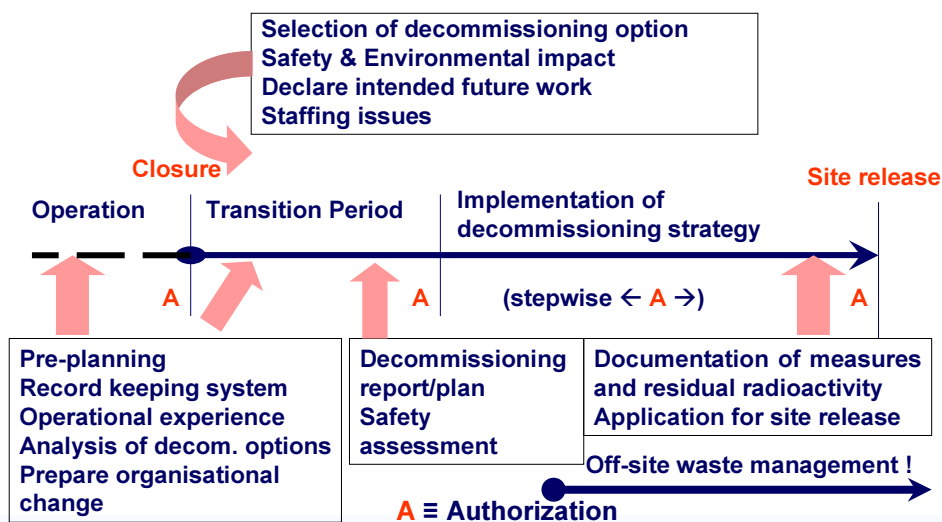 Selection of decommissioning option
Safety & Environmental impact
Declare intended future work
Staffing issues
Closure
Site release
Operation
Transition Period
Implementation of
decommissioning strategy
A
A
(stepwise ← A →)
A
Pre-planning
Record keeping system
Operational experience
Analysis of decom. options
Prepare organisational
change
Decommissioning
report/plan
Safety
assessment
Documentation of measures
and residual radioactivity
Application for site release
Off-site waste management !
A ≡ Authorization